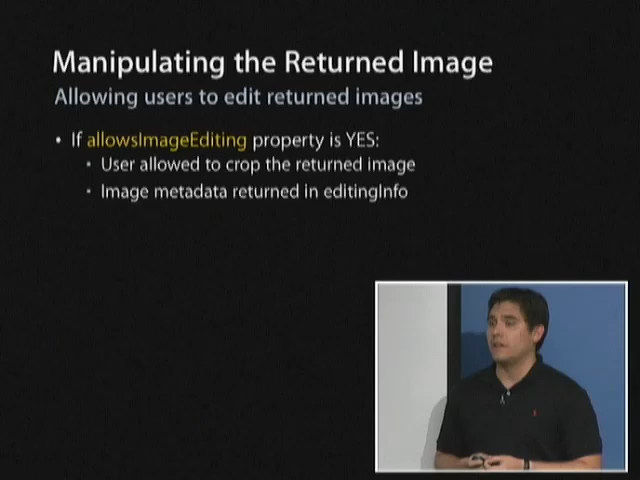 Manipulating the Returned Image
Allowing users to edit returned images
• If allowsImageEditing property is YES:
▪ User allowed to crop the returned image
▪ Image metadata returned in editingInfo